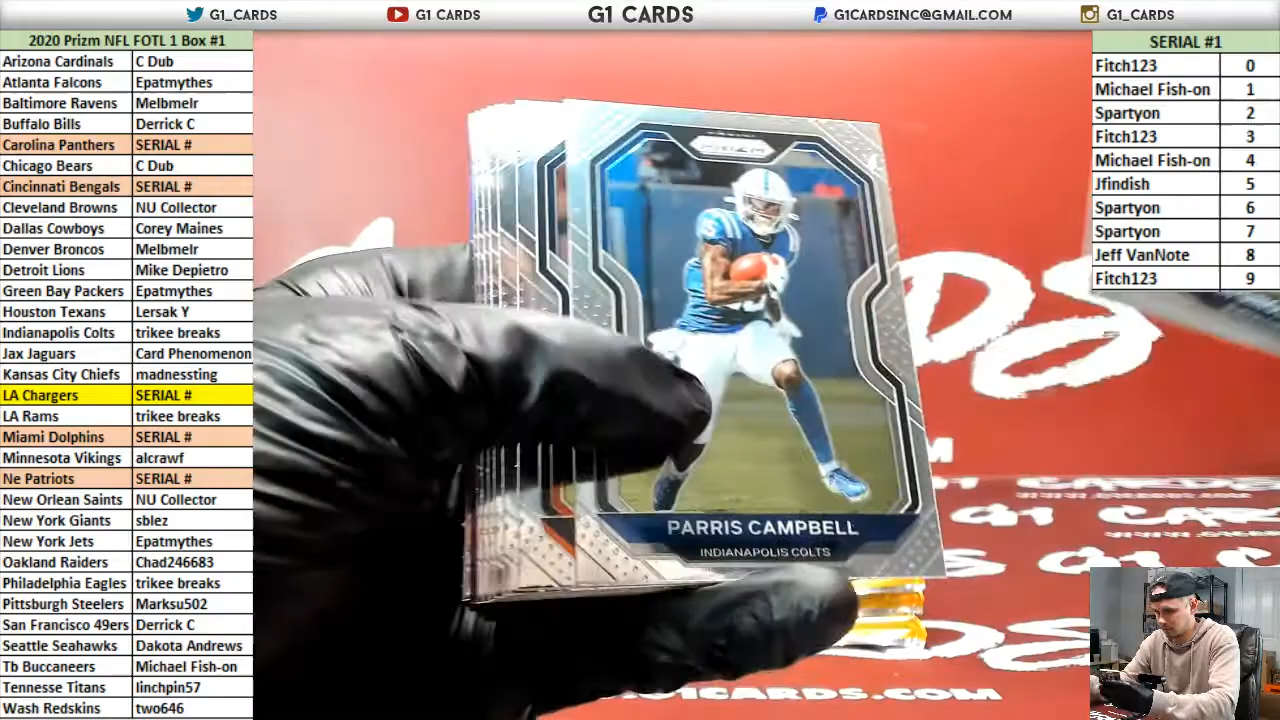 G1_CARDS
G1 CARDS
G1 CARDS
G1CARDSINC@GMAIL.COM
G1_CARDS
2020 Prizm NFL FOTL 1 Box #1
Arizona Cardinals C Dub
Atlanta Falcons Epatmythes
Baltimore Ravens Melbmelr
Buffalo Bills Derrick C
Carolina Panthers SERIAL #
Chicago Bears C Dub
Cincinnati Bengals SERIAL #
Cleveland Browns NU Collector
Dallas Cowboys Corey Maines
Denver Broncos Melbmelr
Detroit Lions Mike Depietro
Green Bay Packers Epatmythes
Houston Texans Lersak Y
Indianapolis Colts trikee breaks
Jax Jaguars Card Phenomenon
Kansas City Chiefs madnessting
LA Chargers SERIAL #
LA Rams trikee breaks
Miami Dolphins SERIAL #
Minnesota Vikings alcrawf
Ne Patriots SERIAL #
New Orlean Saints NU Collector
New York Giants sblez
New York Jets Epatmythes
Oakland Raiders Chad246683
Philadelphia Eagles trikee breaks
Pittsburgh Steelers Marksu502
San Francisco 49ers Derrick C
Seattle Seahawks Dakota Andrews
Tb Buccaneers Michael Fish-on
Tennesse Titans linchpin57
Wash Redskins two646
PRIZM
PARRIS CAMPBELL
INDIANAPOLIS COLTS
SERIAL #1
Fitch123 0
Michael Fish-on 1
Spartyon 2
Fitch123 3
Michael Fish-on 4
Jfindish 5
Spartyon 6
Spartyon 7
Jeff VanNote 8
Fitch123 9
G1 CARDS
G1 CARDS
G1CARDS.COM